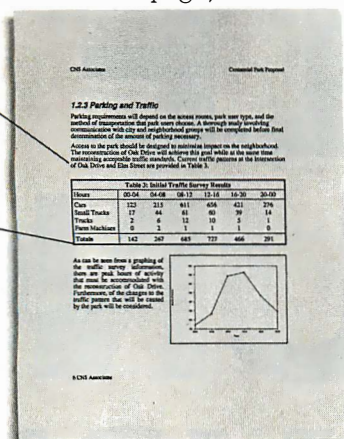 CNS Associates Centennial Park Proposal
1.2.3 Parking and Traffic
Parking requirements will depend on the access routes, park user type, and the
method of transportation that park users choose. A thorough study involving
communication with city and neighborhood groups will be completed before final
determination of the amount of parking necessary.
Access to the park should be designed to minimize impact on the neighborhood.
The reconstruction of Oak Drive will achieve this goal while at the same time
maintaining acceptable traffic standards. Current traffic patterns at the intersection
of Oak Drive and Elm Street are provided in Table 3.
Table 3: Initial Traffic Survey Results
Hours 00-04 04-08 08-12 12-16 16-20 20-00
Cars 123 215 611 656 421 276
Small Trucks 17 44 61 60 39 14
Trucks 2 6 12 10 5 1
Farm Machines 0 2 1 1 1 0
Totals 142 267 685 727 466 291
As can be seen from a graphing of
the traffic survey information,
there are peak hours of activity
that must be accommodated with
the reconstruction of Oak Drive.
Furthermore, of the changes to the
traffic pattern that will be caused
by the park will be considered.
6 CNS Associates